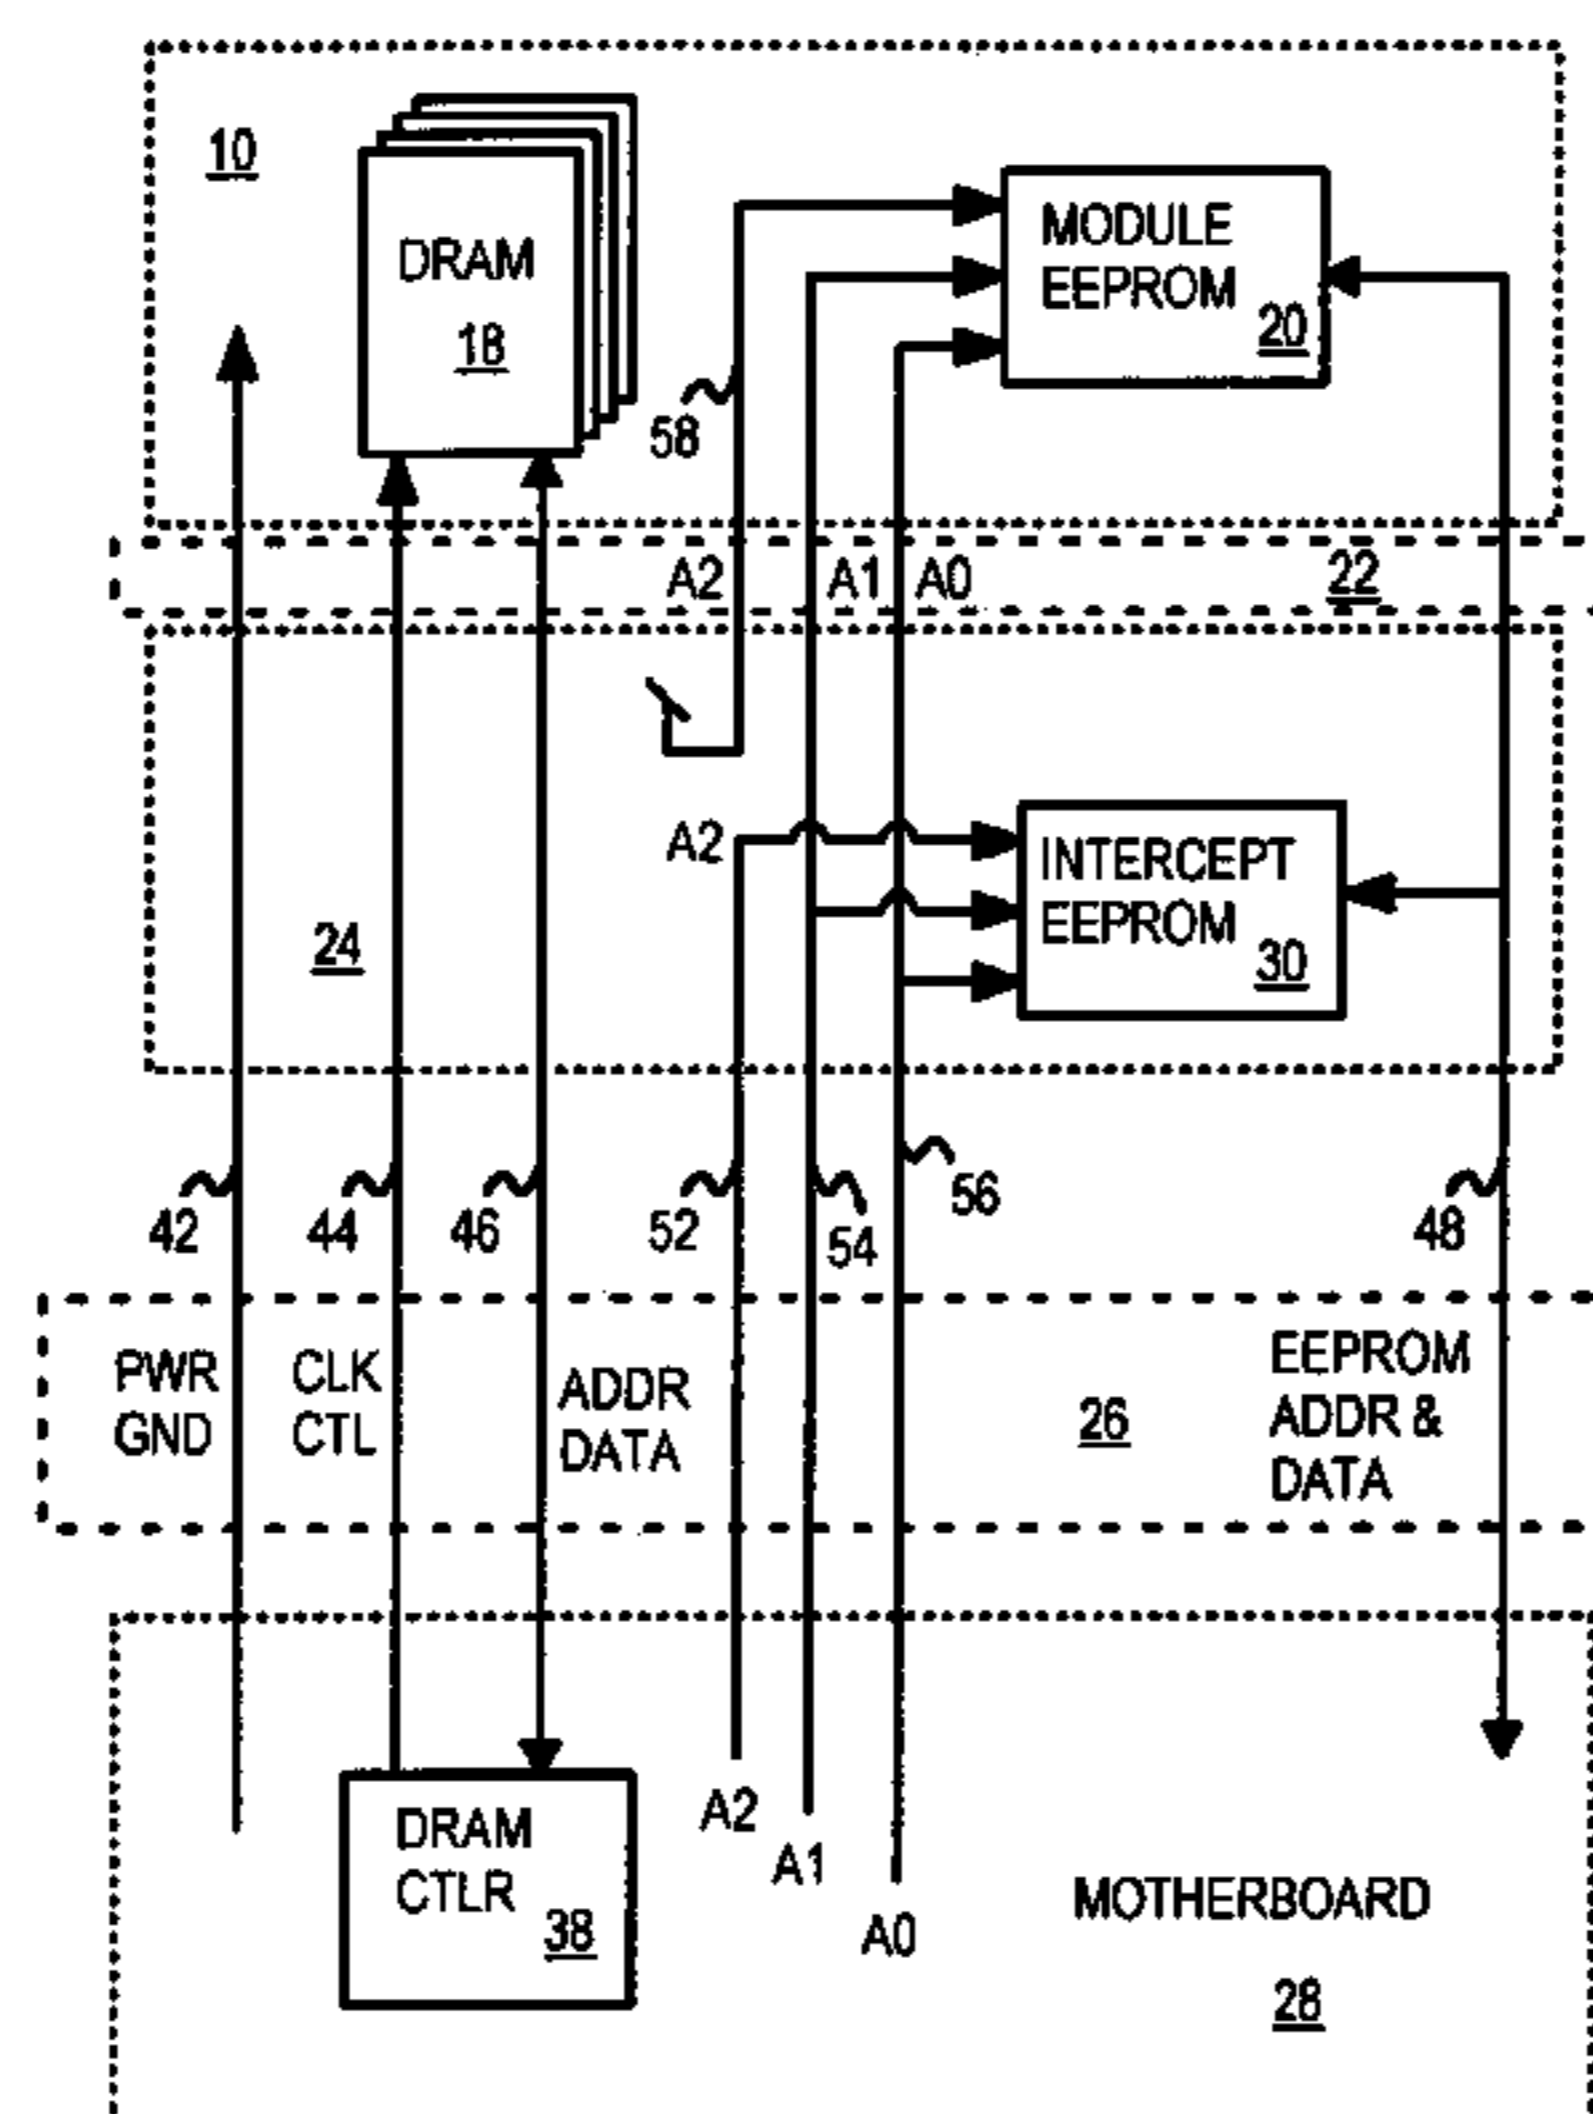 10
DRAM
18
MODULE
EEPROM
20
58
A2
A1
A0
22
A2
INTERCEPT
EEPROM
30
24
42
44
46
52
54
56
48
PWR
GND
CLK
CTL
ADDR
DATA
26
EEPROM
ADDR &
DATA
DRAM
CTLR
38
A2
A1
A0
MOTHERBOARD
28